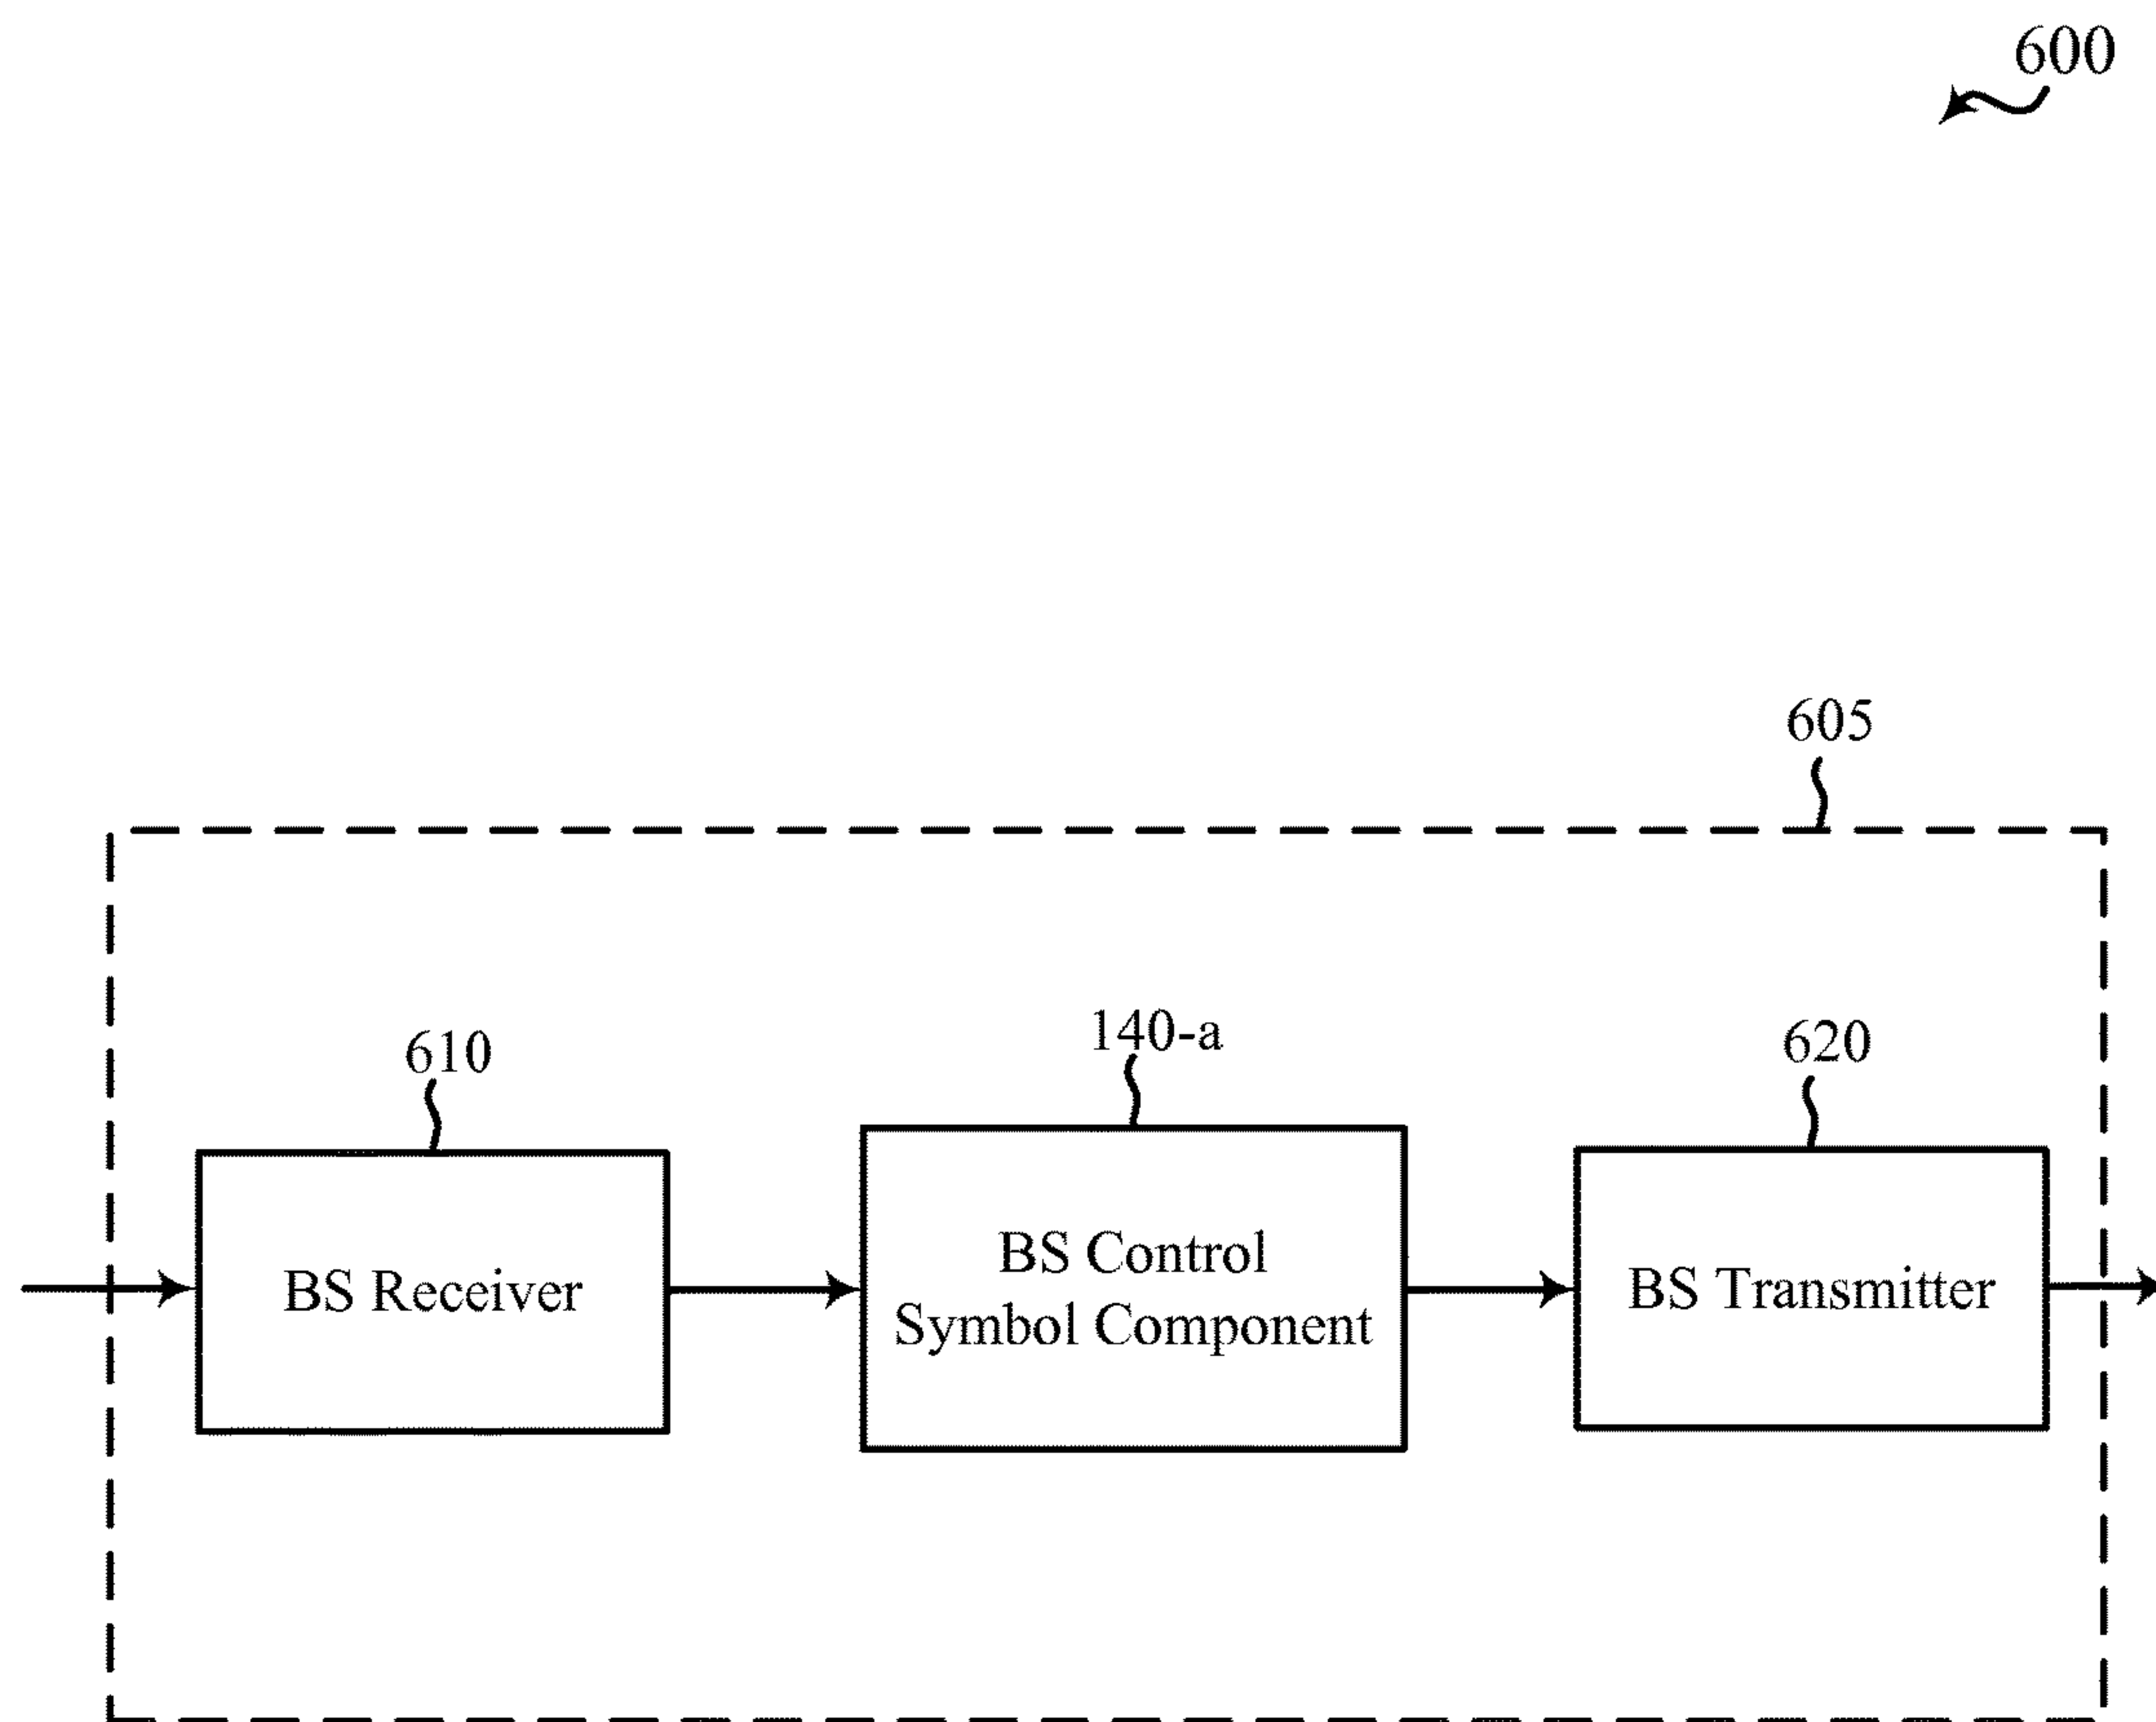 600
605
610
140-a
620
BS Receiver
BS Control
Symbol Component
BS Transmitter